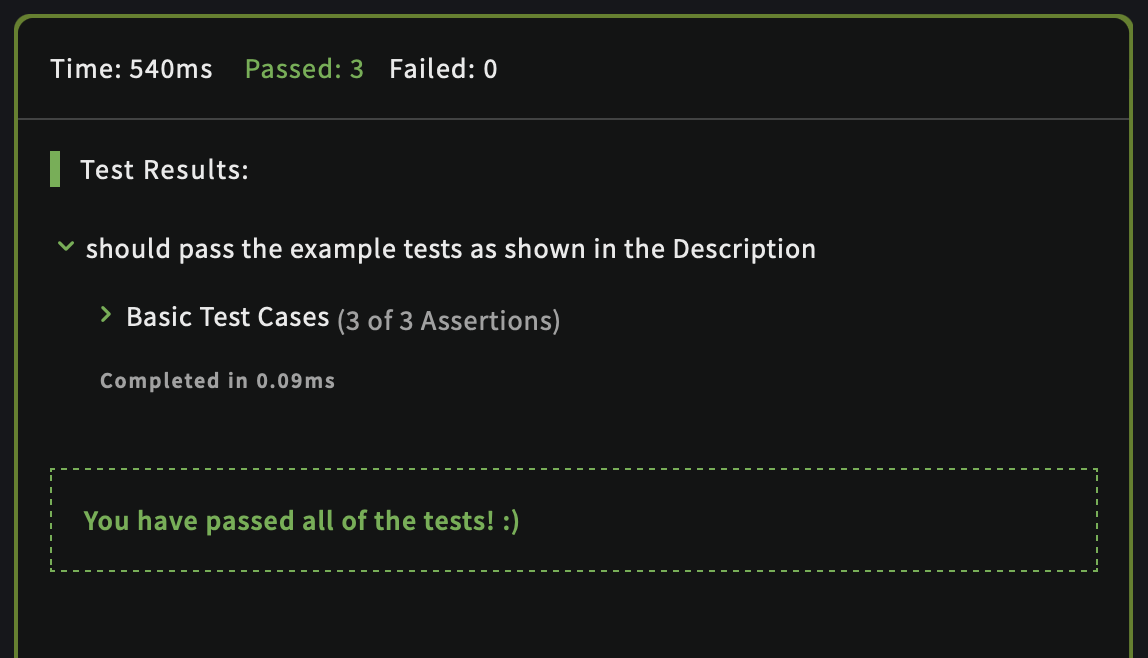 Time: 540ms Passed: 3 Failed: 0
Test Results:
should pass the example tests as shown in the Description
Basic Test Cases (3 of 3 Assertions)
Completed in 0.09ms
You have passed all of the tests! :)